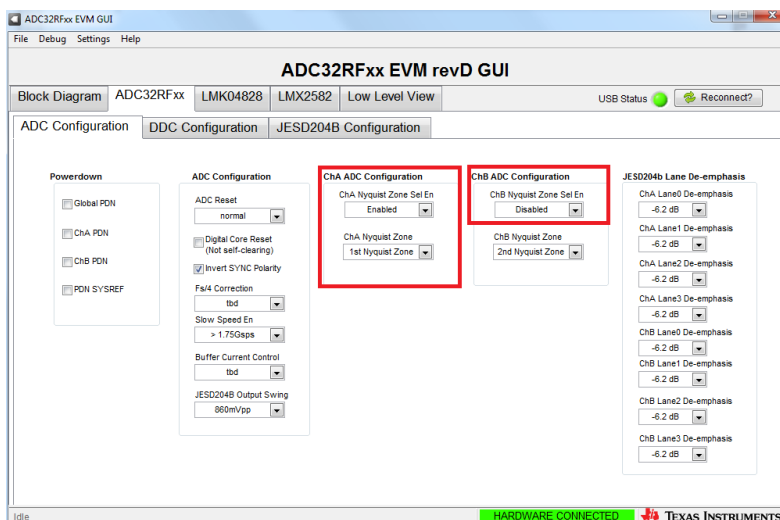 ADC32RFxx EVM GUI
File Debug Settings Help
ADC32RFxx EVM revD GUI
Block Diagram ADC32RFxx LMK04828 LMX2582 Low Level View USB Status Reconnect?
ADC Configuration DDC Configuration JESD204B Configuration
Powerdown
Global PDN
ChA PDN
ChB PDN
PDN SYSREF
ADC Configuration
ADC Reset
normal
Digital Core Reset
(Not self-clearing)
Invert SYNC Polarity
Fs/4 Correction
tbd
Slow Speed En
> 1.75Gsps
Buffer Current Control
tbd
JESD204B Output Swing
860mVpp
ChA ADC Configuration
ChA Nyquist Zone Sel En
Enabled
ChA Nyquist Zone
1st Nyquist Zone
ChB ADC Configuration
ChB Nyquist Zone Sel En
Disabled
ChB Nyquist Zone
2nd Nyquist Zone
JESD204b Lane De-emphasis
ChA Lane0 De-emphasis
-6.2 dB
ChA Lane1 De-emphasis
-6.2 dB
ChA Lane2 De-emphasis
-6.2 dB
ChA Lane3 De-emphasis
-6.2 dB
ChB Lane0 De-emphasis
-6.2 dB
ChB Lane1 De-emphasis
-6.2 dB
ChB Lane2 De-emphasis
-6.2 dB
ChB Lane3 De-emphasis
-6.2 dB
Idle HARDWARE CONNECTED TEXAS INSTRUMENTS